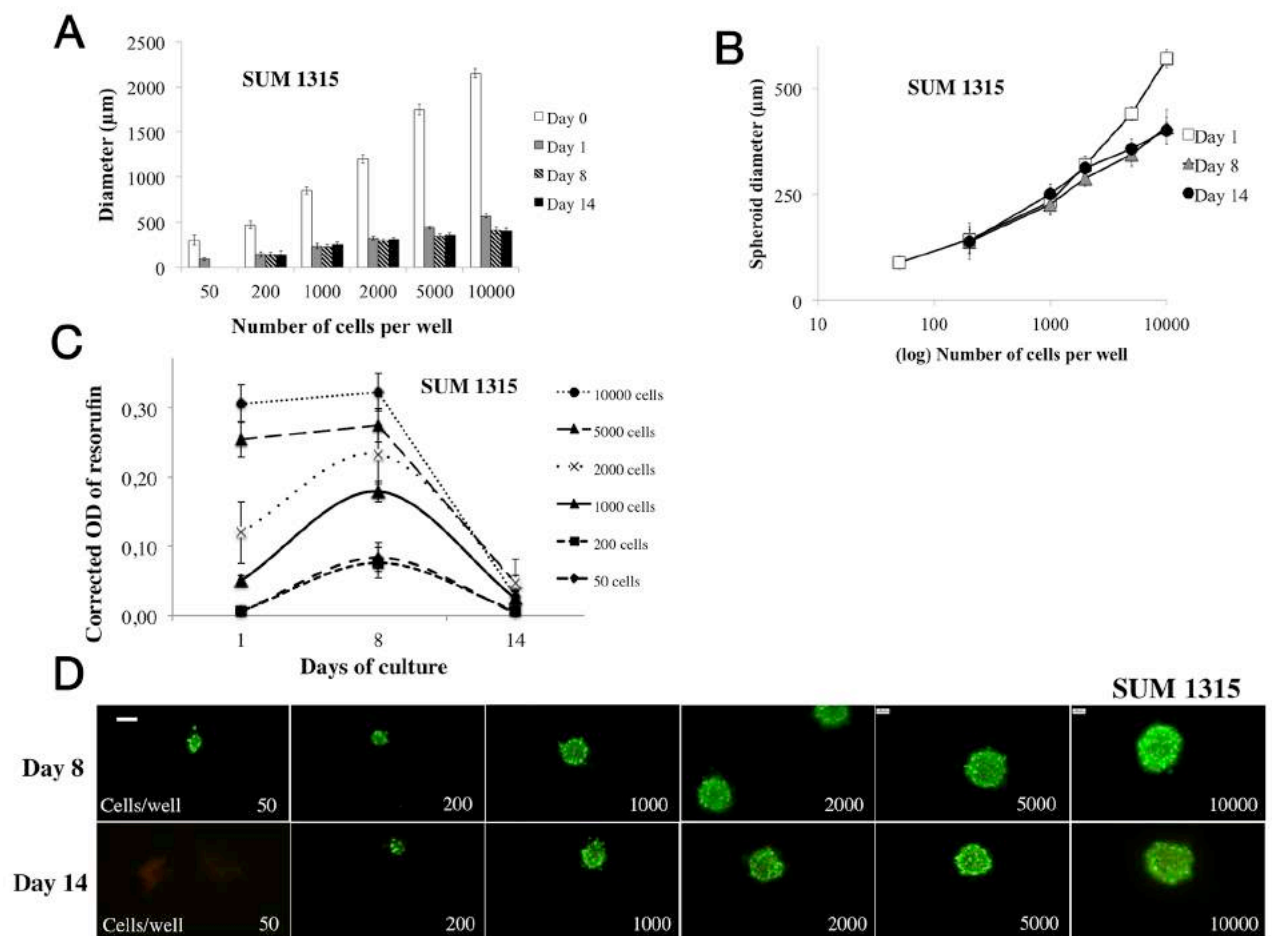 A
2500
2000
1500
1000
500
0
Diameter (µm)
SUM 1315
Day 0
Day 1
Day 8
Day 14
50 200 1000 2000 5000 10000
Number of cells per well
B
500
250
0
Spheroid diameter (µm)
SUM 1315
Day 1
Day 8
Day 14
10 100 1000 10000
(log) Number of cells per well
C
0,30
0,20
0,10
0,00
Corrected OD of resorufin
SUM 1315
10000 cells
5000 cells
2000 cells
1000 cells
200 cells
50 cells
1 8 14
Days of culture
D
SUM 1315
Day 8
Cells/well 50 200 1000 2000 5000 10000
Day 14
Cells/well 50 200 1000 2000 5000 10000